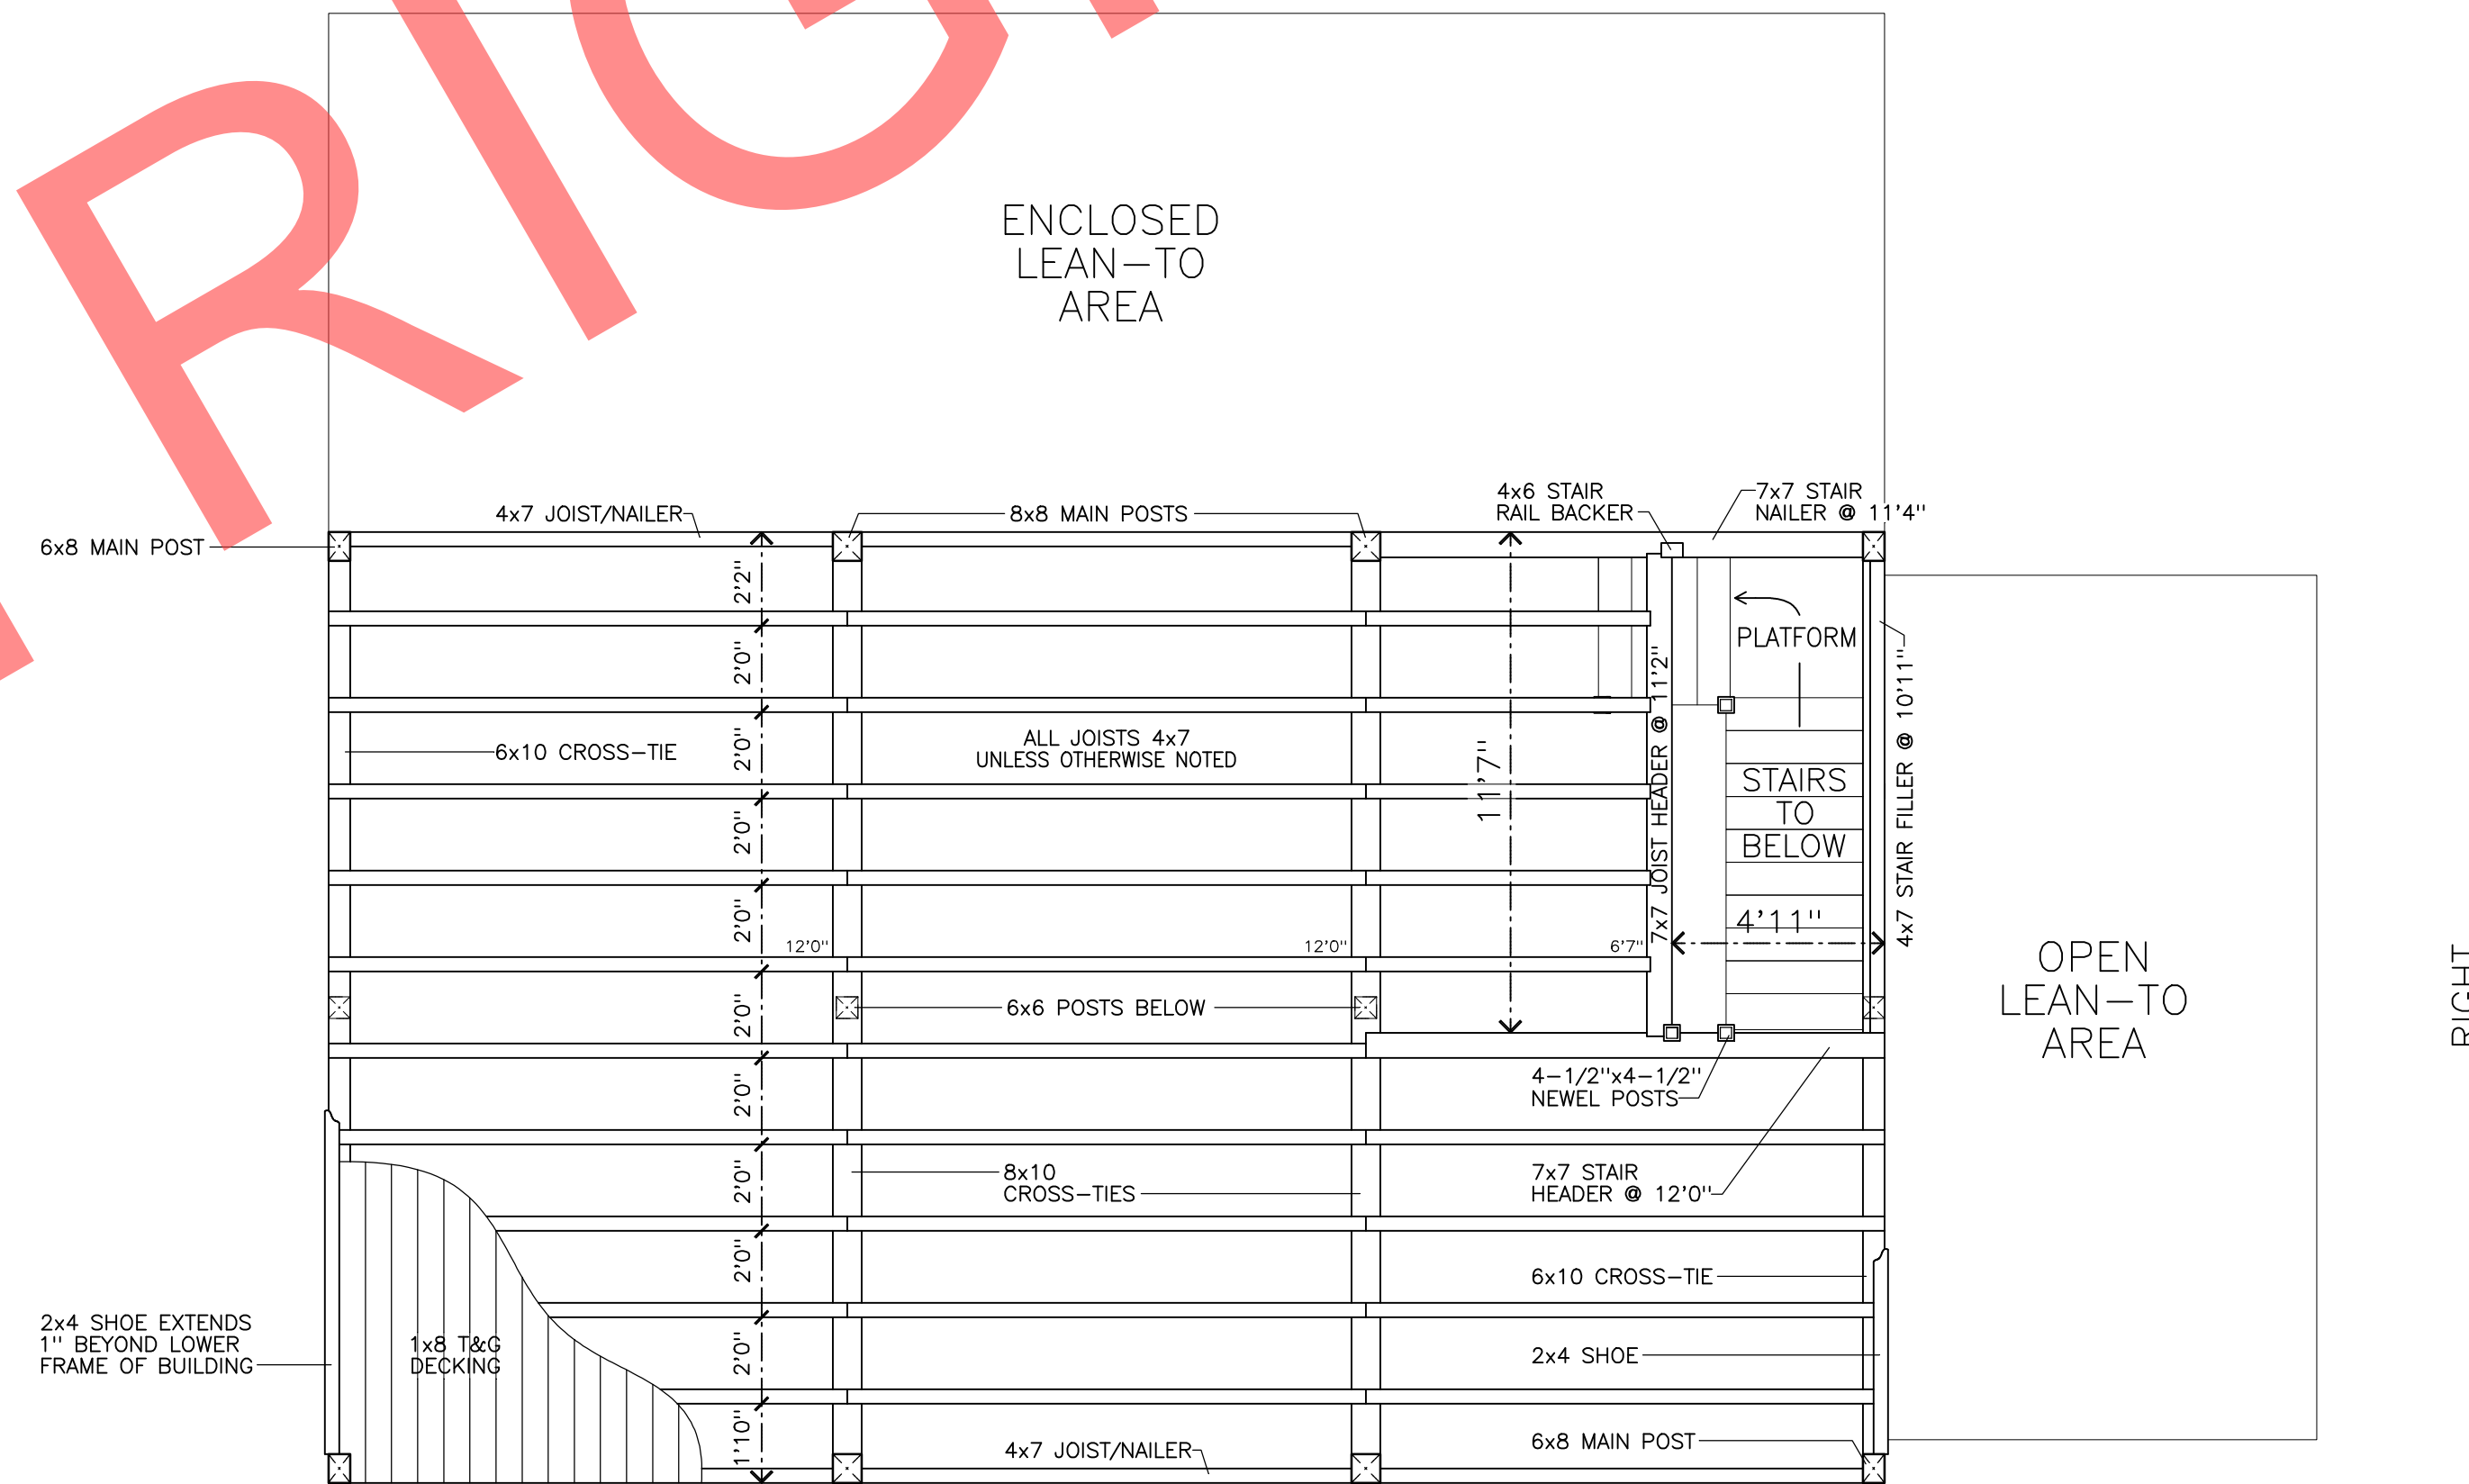 RIG
ENCLOSED
LEAN-TO
AREA
4x7 JOIST/NAILER
8x8 MAIN POSTS
4x6 STAIR
RAIL BACKER
7x7 STAIR
NAILER @ 11'4"
6x8 MAIN POST
2'2"
2'0"
PLATFORM
7x7 JOIST HEADER @ 11'2"
4x7 STAIR FILLER @ 10'11"
6x10 CROSS-TIE
2'0"
ALL JOISTS 4x7
UNLESS OTHERWISE NOTED
11'7"
STAIRS
TO
BELOW
2'0"
2'0"
12'0"
12'0"
6'7"
4'11"
OPEN
LEAN-TO
AREA
RIGHT
2'0"
6x6 POSTS BELOW
4-1/2"x4-1/2"
NEWEL POSTS
2'0"
8x10
CROSS-TIES
2'0"
7x7 STAIR
HEADER @ 12'0"
2'0"
6x10 CROSS-TIE
2x4 SHOE EXTENDS
1" BEYOND LOWER
FRAME OF BUILDING
1x8 T&G
DECKING
2'0"
2x4 SHOE
1'10"
4x7 JOIST/NAILER
6x8 MAIN POST